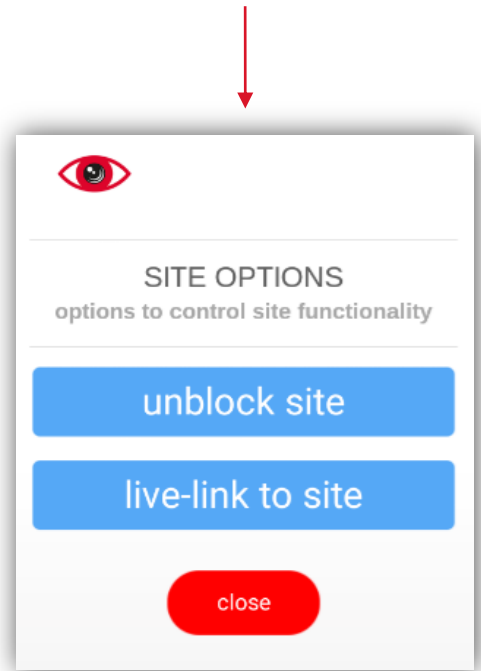 SITE OPTIONS
options to control site functionality
unblock site
live-link to site
close